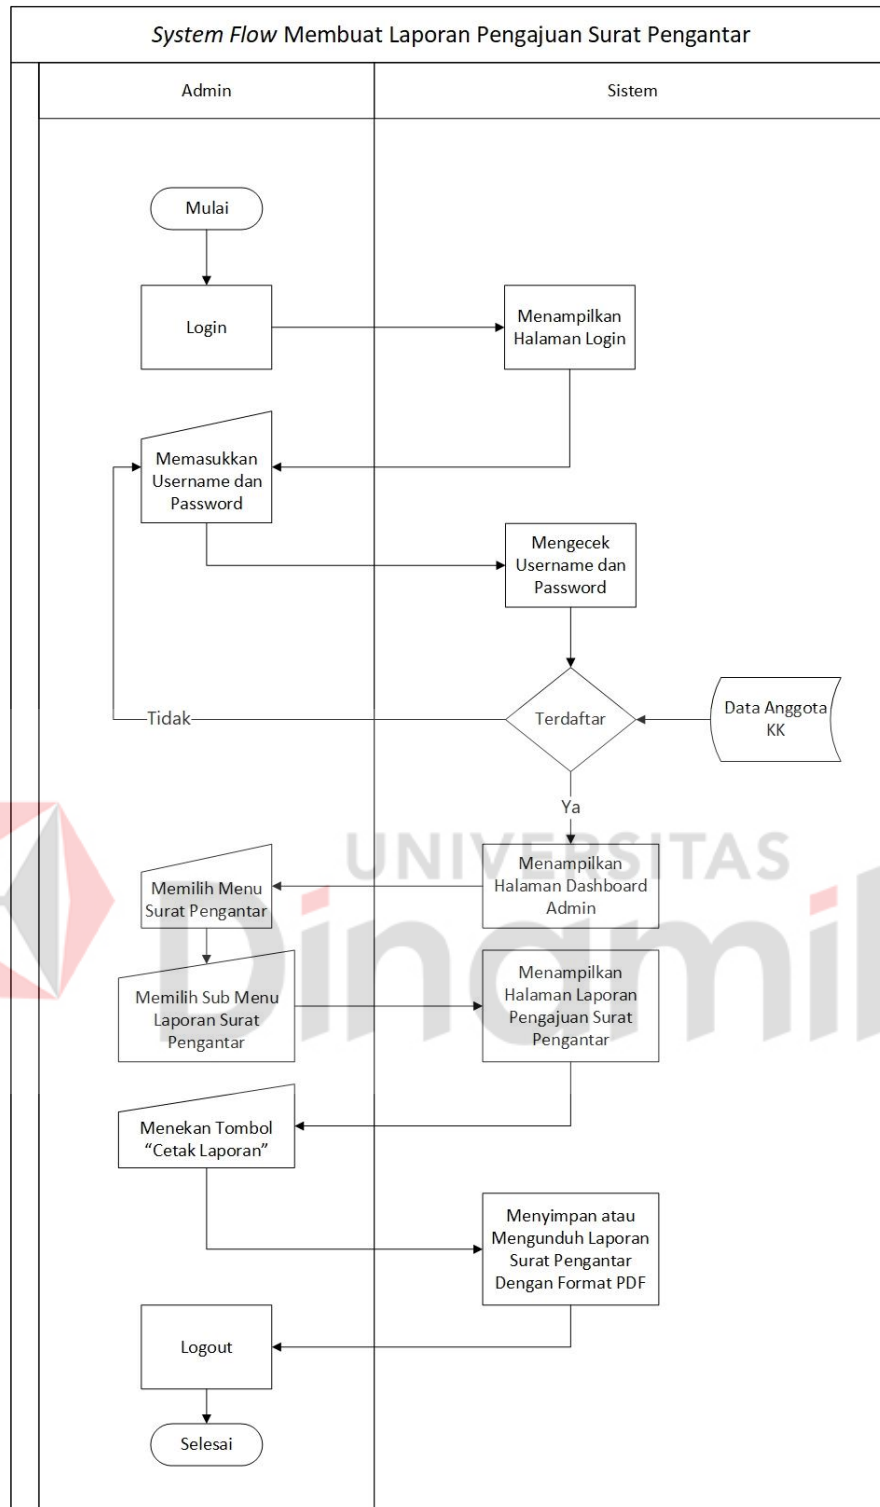 System Flow Membuat Laporan Pengajuan Surat Pengantar
Admin
Sistem
Mulai
Login
Menampilkan
Halaman Login
Memasukkan
Username dan
Password
Mengecek
Username dan
Password
Tidak
Terdaftar
Data Anggota
KK
Ya
UNIVERSITAS
Dinamik
Menampilkan
Halaman Dashboard
Admin
Memilih Menu
Surat Pengantar
Memilih Sub Menu
Laporan Surat
Pengantar
Menampilkan
Halaman Laporan
Pengajuan Surat
Pengantar
Menekan Tombol
“Cetak Laporan”
Menyimpan atau
Mengunduh Laporan
Surat Pengantar
Dengan Format PDF
Logout
Selesai